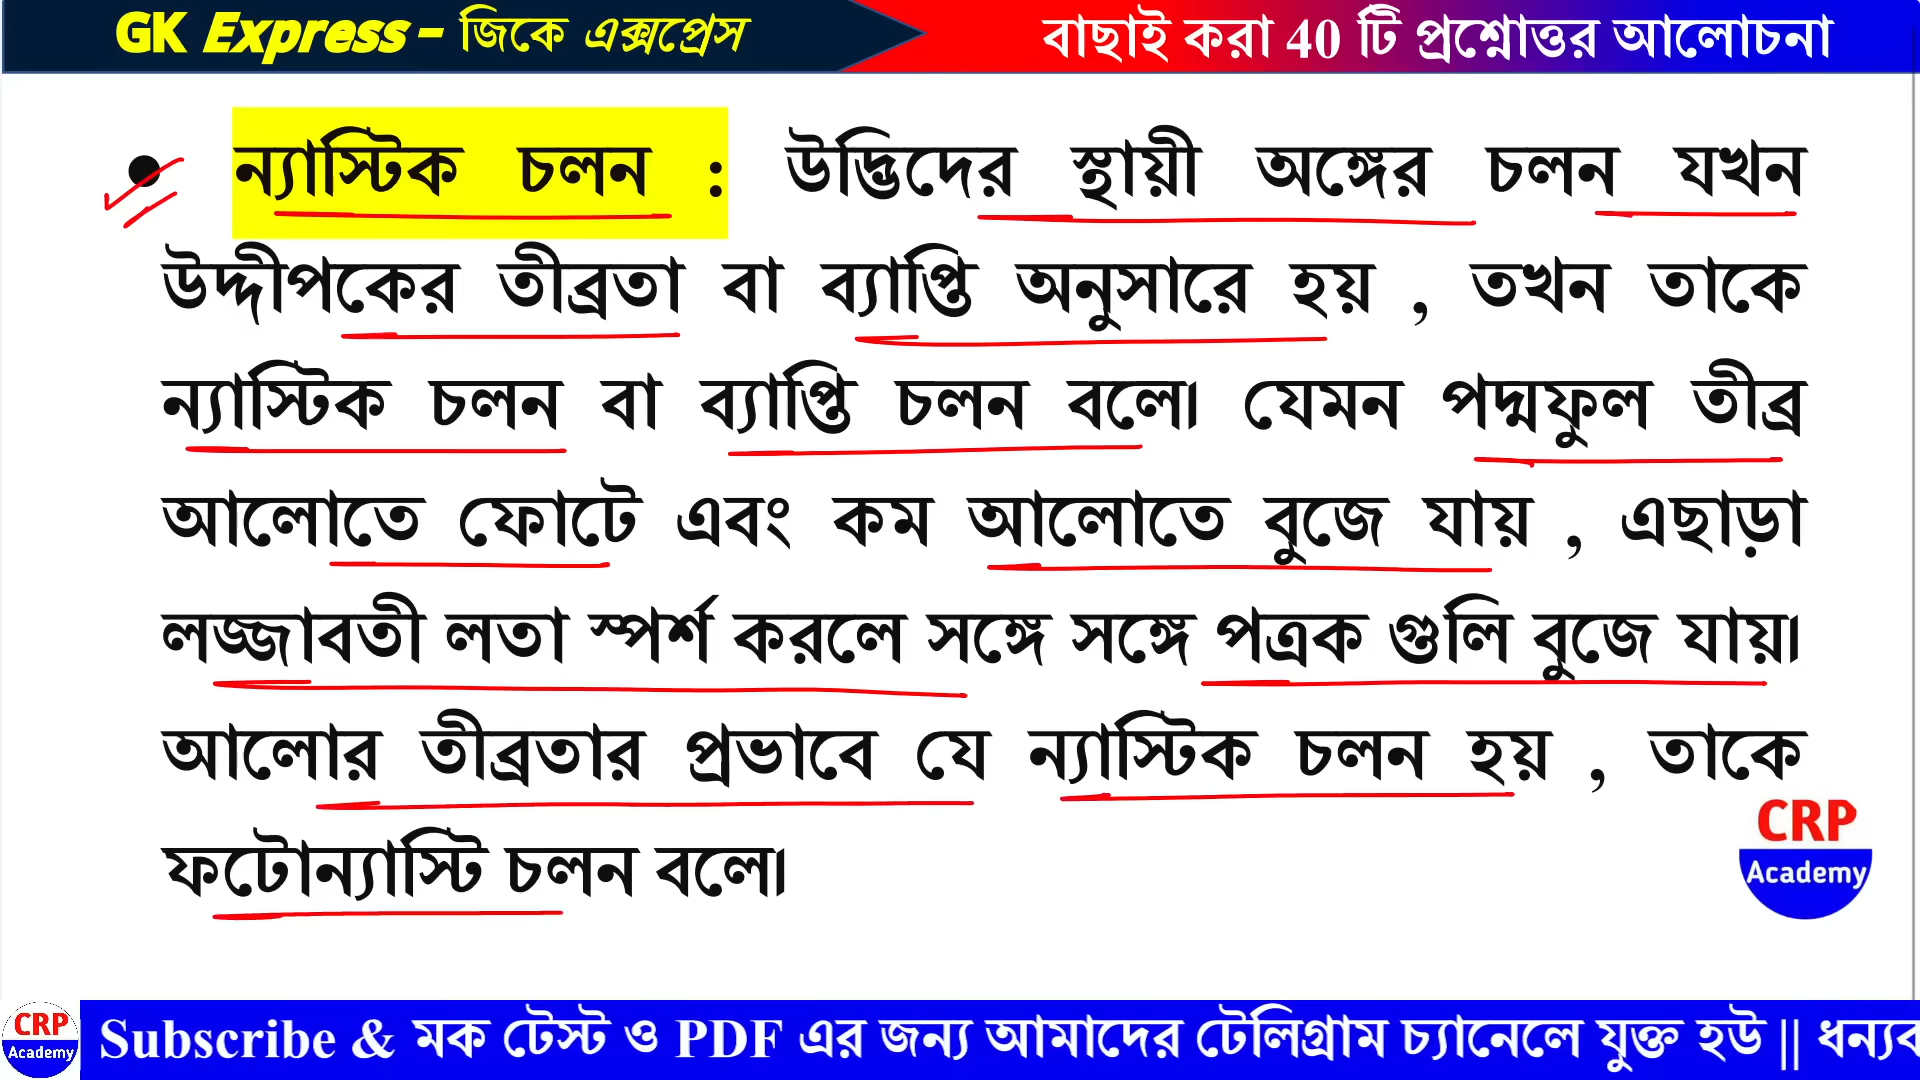 GK Express – জিকে এক্সপ্রেস
বাছাই করা 40 টি প্রশ্নোত্তর আলোচনা
ন্যাস্টিক চলন : উদ্ভিদের স্থায়ী অঙ্গের চলন যখন
উদ্দীপকের তীব্রতা বা ব্যাপ্তি অনুসারে হয় , তখন তাকে
ন্যাস্টিক চলন বা ব্যাপ্তি চলন বলে। যেমন পদ্মফুল তীব্র
আলোতে ফোটে এবং কম আলোতে বুজে যায় , এছাড়া
লজ্জাবতী লতা স্পর্শ করলে সঙ্গে সঙ্গে পত্রক গুলি বুজে যায়।
আলোর তীব্রতার প্রভাবে যে ন্যাস্টিক চলন হয় , তাকে
ফটোন্যাস্টি চলন বলে।
CRP
Academy
CRP
Academy
Subscribe & মক টেস্ট ও PDF এর জন্য আমাদের টেলিগ্রাম চ্যানেলে যুক্ত হউ || ধন্যব